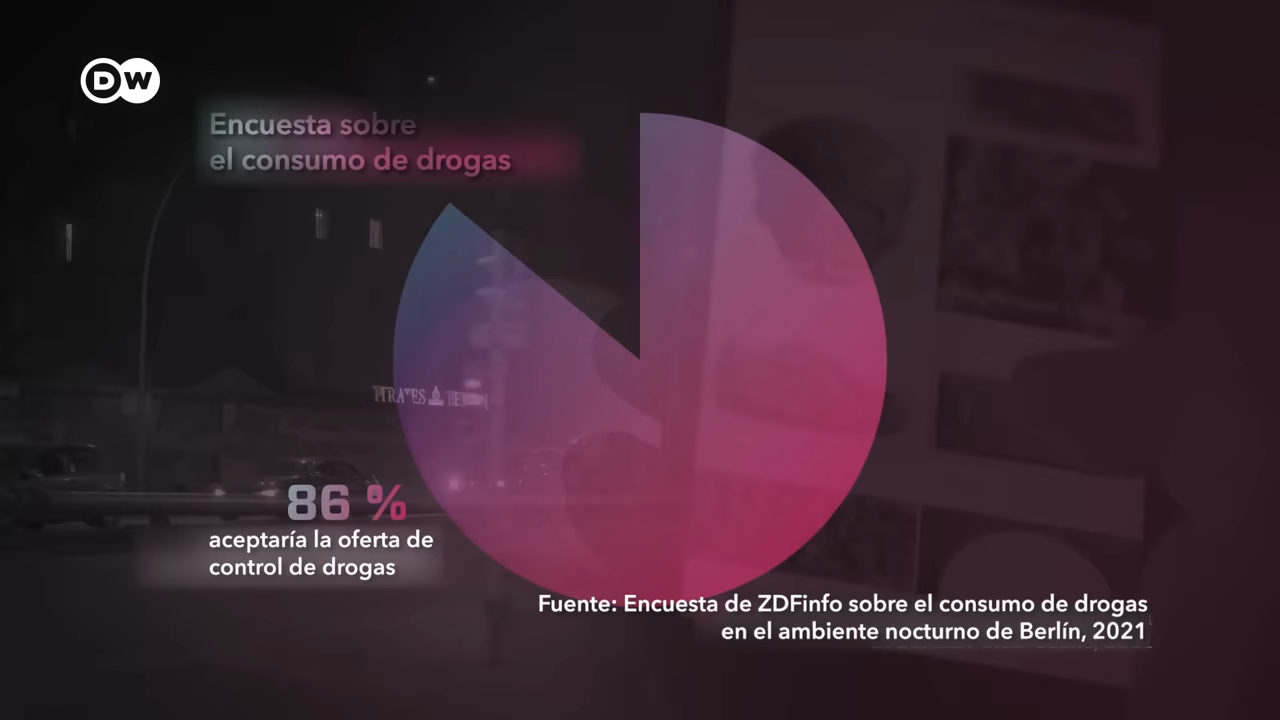 DW
Encuesta sobre
el consumo de drogas
PIRATES
86 %
aceptaría la oferta de
control de drogas
Fuente: Encuesta de ZDFinfo sobre el consumo de drogas
en el ambiente nocturno de Berlín, 2021